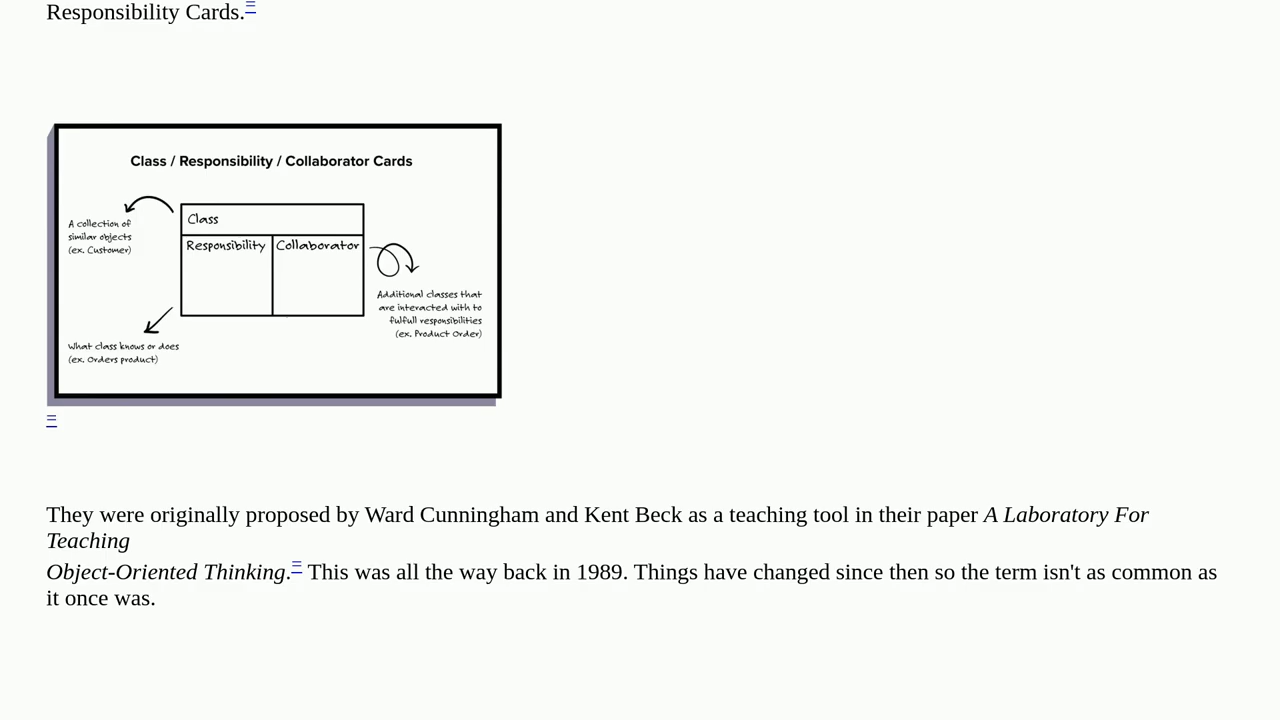 Responsibility Cards.=
Class / Responsibility / Collaborator Cards
A collection of
similar objects
(ex. Customer)
Class
Responsibility Collaborator
Additional classes that
are interacted with to
fulfull responsibilities
(ex. Product Order)
What class knows or does
(ex. Orders product)
=
They were originally proposed by Ward Cunningham and Kent Beck as a teaching tool in their paper A Laboratory For
Teaching
Object-Oriented Thinking.= This was all the way back in 1989. Things have changed since then so the term isn't as common as
it once was.